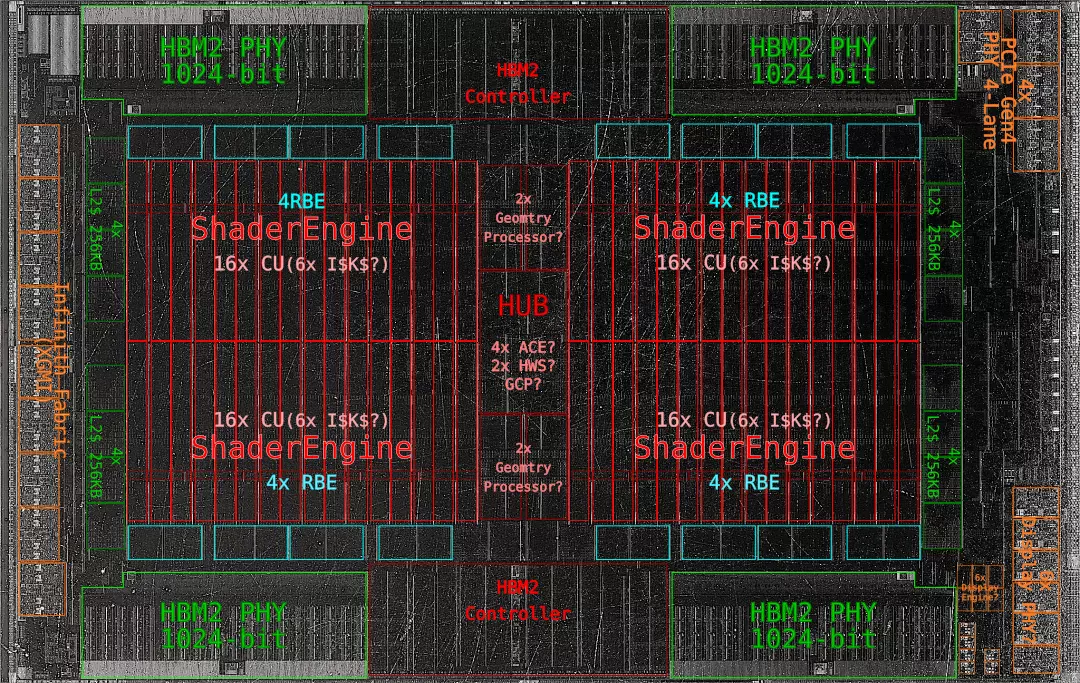 HBM2 PHY
1024-bit
HBM2
Controller
HBM2 PHY
1024-bit
4x
PCIe Gen4
PHY 4-Lane
4RBE
ShaderEngine
16x CU(6x I$K$?)
2x
Geomtry
Processor?
4x RBE
ShaderEngine
16x CU(6x I$K$?)
4x
L2$ 256KB
4x
L2$ 256KB
HUB
4x ACE?
2x HWS?
GCP?
Infinity Fabric
(XGMI)
16x CU(6x I$K$?)
ShaderEngine
4x RBE
2x
Geomtry
Processor?
16x CU(6x I$K$?)
ShaderEngine
4x RBE
4x
L2$ 256KB
4x
L2$ 256KB
HBM2 PHY
1024-bit
HBM2
Controller
HBM2 PHY
1024-bit
6x
Display
Engine?
6x
Display PHY?